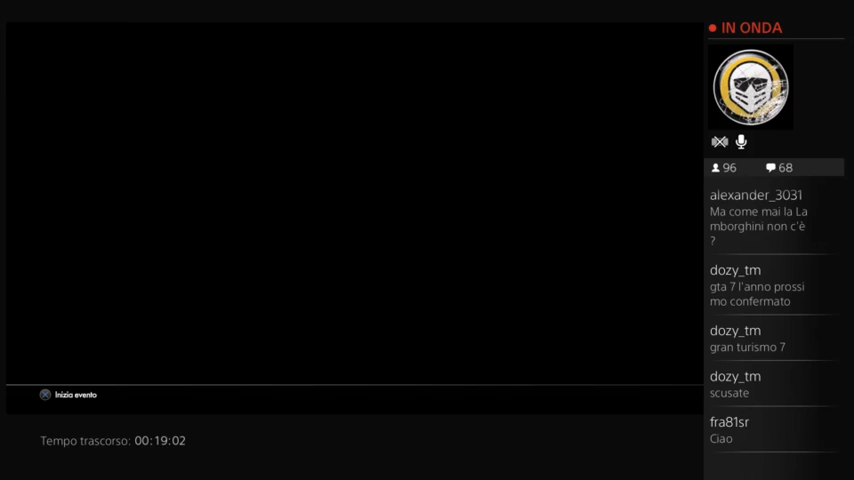 IN ONDA
96 68
alexander_3031
Ma come mai la La
mborghini non c'è
?
dozy_tm
gta 7 l'anno prossi
mo confermato
dozy_tm
gran turismo 7
dozy_tm
scusate
fra81sr
Ciao
Inizia evento
Tempo trascorso: 00:19:02